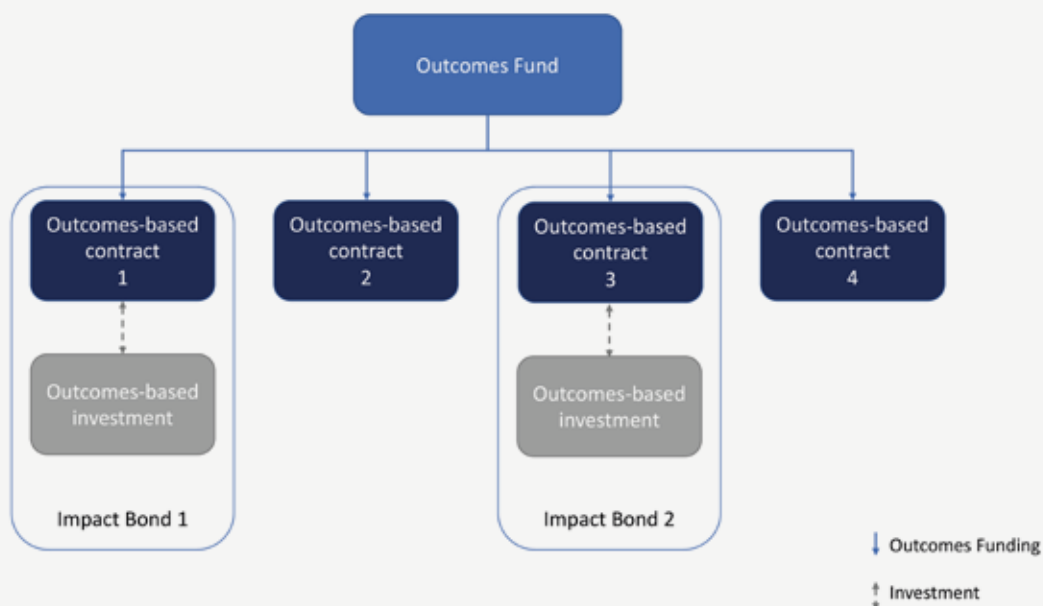 Outcomes Fund
Outcomes-based
contract
1
Outcomes-based
contract
2
Outcomes-based
contract
3
Outcomes-based
contract
4
Outcomes-based
investment
Outcomes-based
investment
Impact Bond 1
Impact Bond 2
Outcomes Funding
Investment